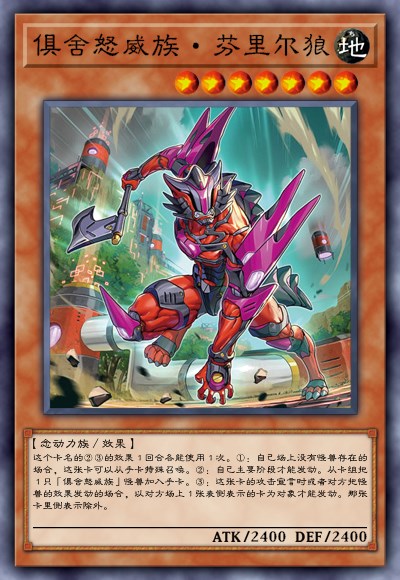 俱舍怒威族・芬里尔狼
地
【念动力族/效果】
这个卡名的②③的效果1回合各能使用1次。①：自己场上没有怪兽存在的
场合，这张卡可以从手卡特殊召唤。②：自己主要阶段才能发动。从卡组把
1只「俱舍怒威族」怪兽加入手卡。③：这张卡的攻击宣言时或者对方把怪
兽的效果发动的场合，以对方场上1张表侧表示的卡为对象才能发动。那张
卡里侧表示除外。
ATK/2400 DEF/2400